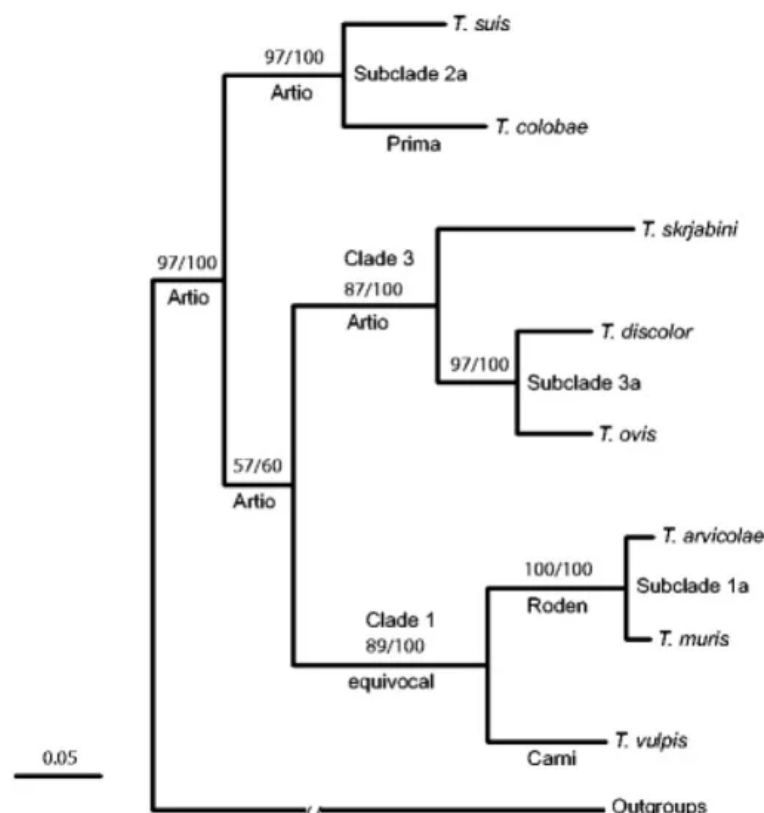 T. suis
97/100
Subclade 2a
Artio
T. colobae
Prima
T. skrjabini
97/100
Clade 3
87/100
Artio
Artio
T. discolor
97/100
Subclade 3a
T. ovis
57/60
Artio
T. arvicolae
100/100
Subclade 1a
Roden
Clade 1
T. muris
89/100
equivocal
T. vulpis
Carni
0.05
Outgroups